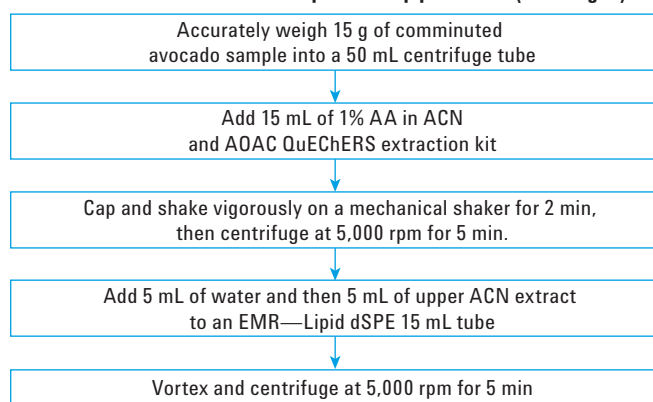 Accurately weigh 15 g of comminuted
avocado sample into a 50 mL centrifuge tube
Add 15 mL of 1% AA in ACN
and AOAC QuEChERS extraction kit
Cap and shake vigorously on a mechanical shaker for 2 min,
then centrifuge at 5,000 rpm for 5 min.
Add 5 mL of water and then 5 mL of upper ACN extract
to an EMR—Lipid dSPE 15 mL tube
Vortex and centrifuge at 5,000 rpm for 5 min